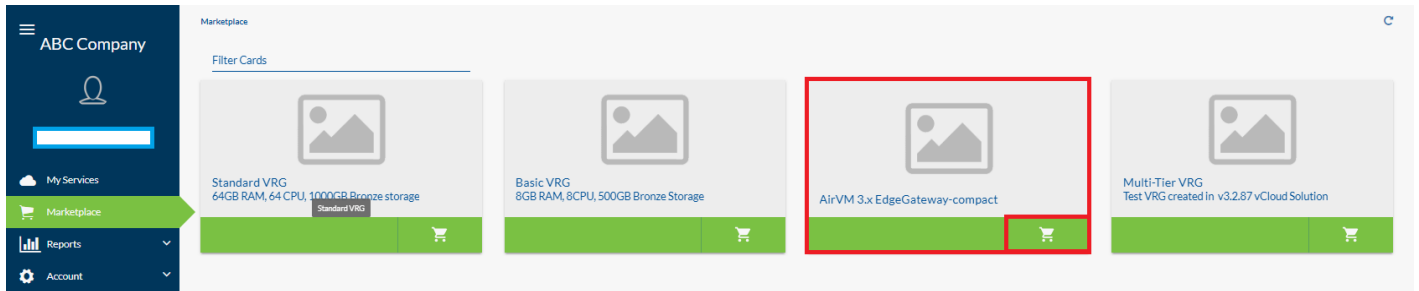 ABC Company
My Services
Marketplace
Reports
Account
Marketplace
Filter Cards
Standard VRG
64GB RAM, 64 CPU, 1000GB Bronze storage
Standard VRG
Basic VRG
8GB RAM, 8CPU, 500GB Bronze Storage
AirVM 3.x EdgeGateway-compact
Multi-Tier VRG
Test VRG created in v3.2.87 vCloud Solution